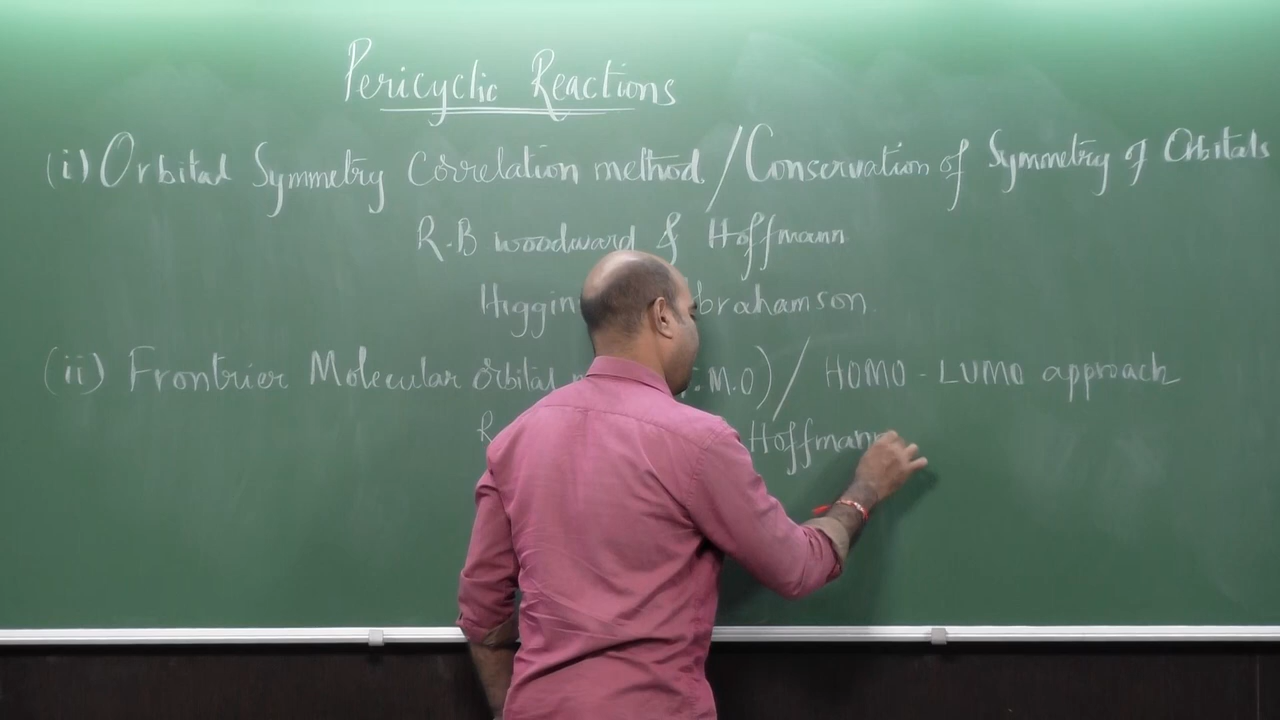 Pericyclic Reactions
(i) Orbital Symmetry Correlation method / Conservation of Symmetry of Orbitals
R.B woodward & Hoffmann
Higgin brahamson
(ii) Frontrier Molecular orbital M.O) / HOMO - LUMO approach
R Hoffmann